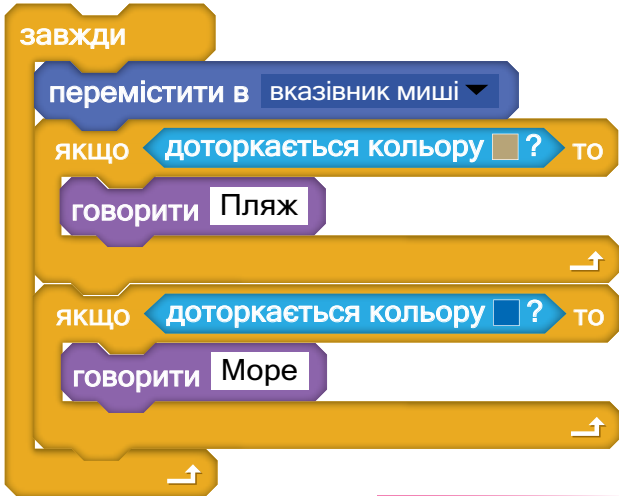 завжди
перемістити в вказівник миші
якщо доторкається кольору ? то
говорити Пляж
якщо доторкається кольору ? то
говорити Море